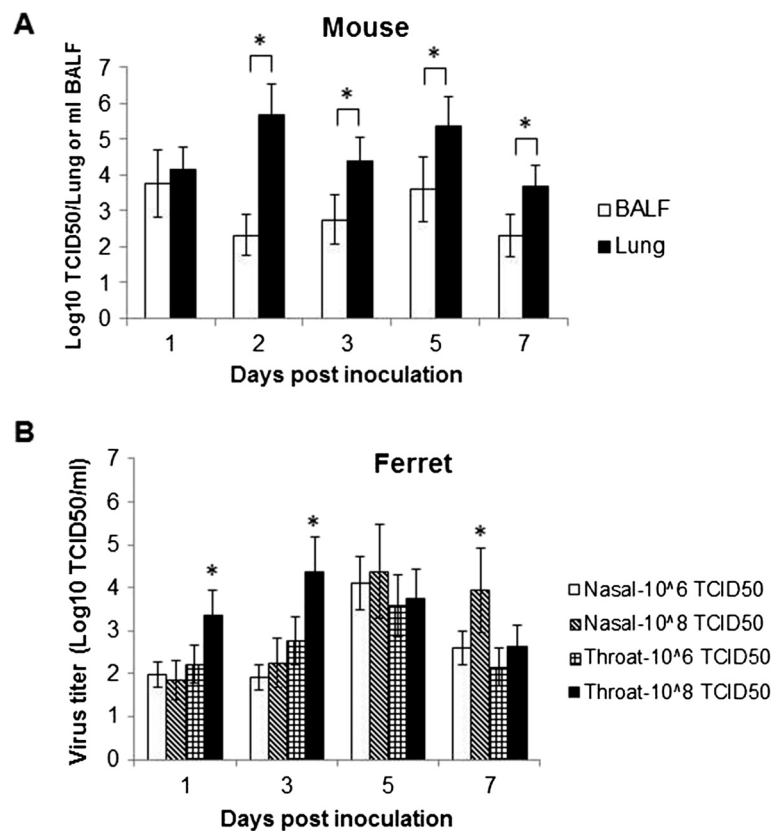 A
Mouse
Log10 TCID50/Lung or ml BALF
7
6
5
4
3
2
1
0
*
*
*
*
1 2 3 5 7
Days post inoculation
BALF
Lung
B
Ferret
Virus titer (Log10 TCID50/ml)
7
6
5
4
3
2
1
0
*
*
*
1 3 5 7
Days post inoculation
Nasal-10^6 TCID50
Nasal-10^8 TCID50
Throat-10^6 TCID50
Throat-10^8 TCID50